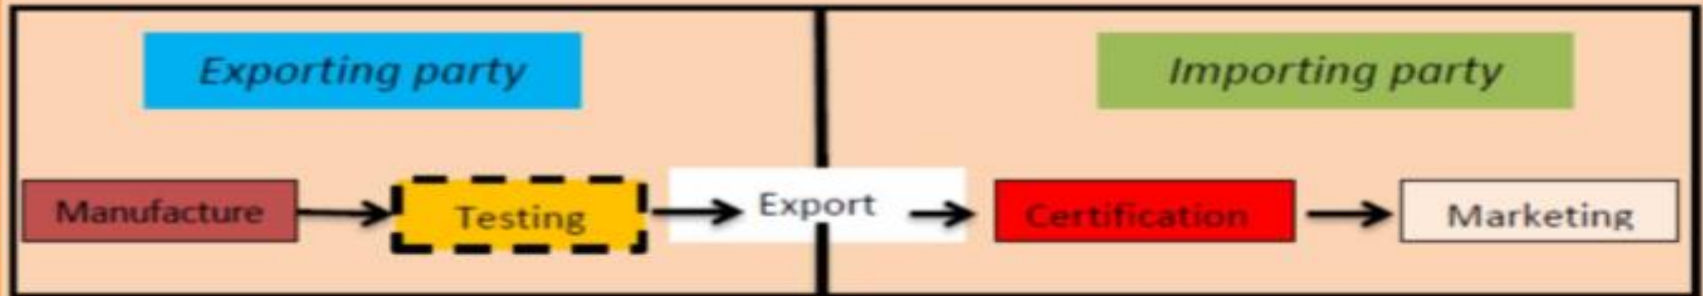 Exporting party
Importing party
Manufacture
Testing
Export
Certification
Marketing